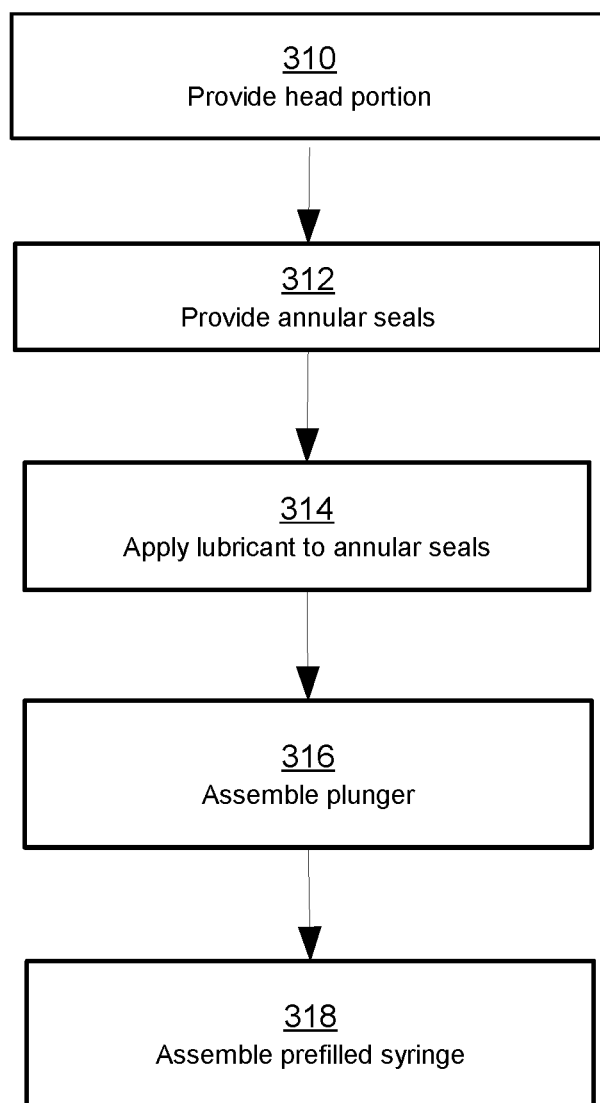 310
Provide head portion
312
Provide annular seals
314
Apply lubricant to annular seals
316
Assemble plunger
318
Assemble prefilled syringe